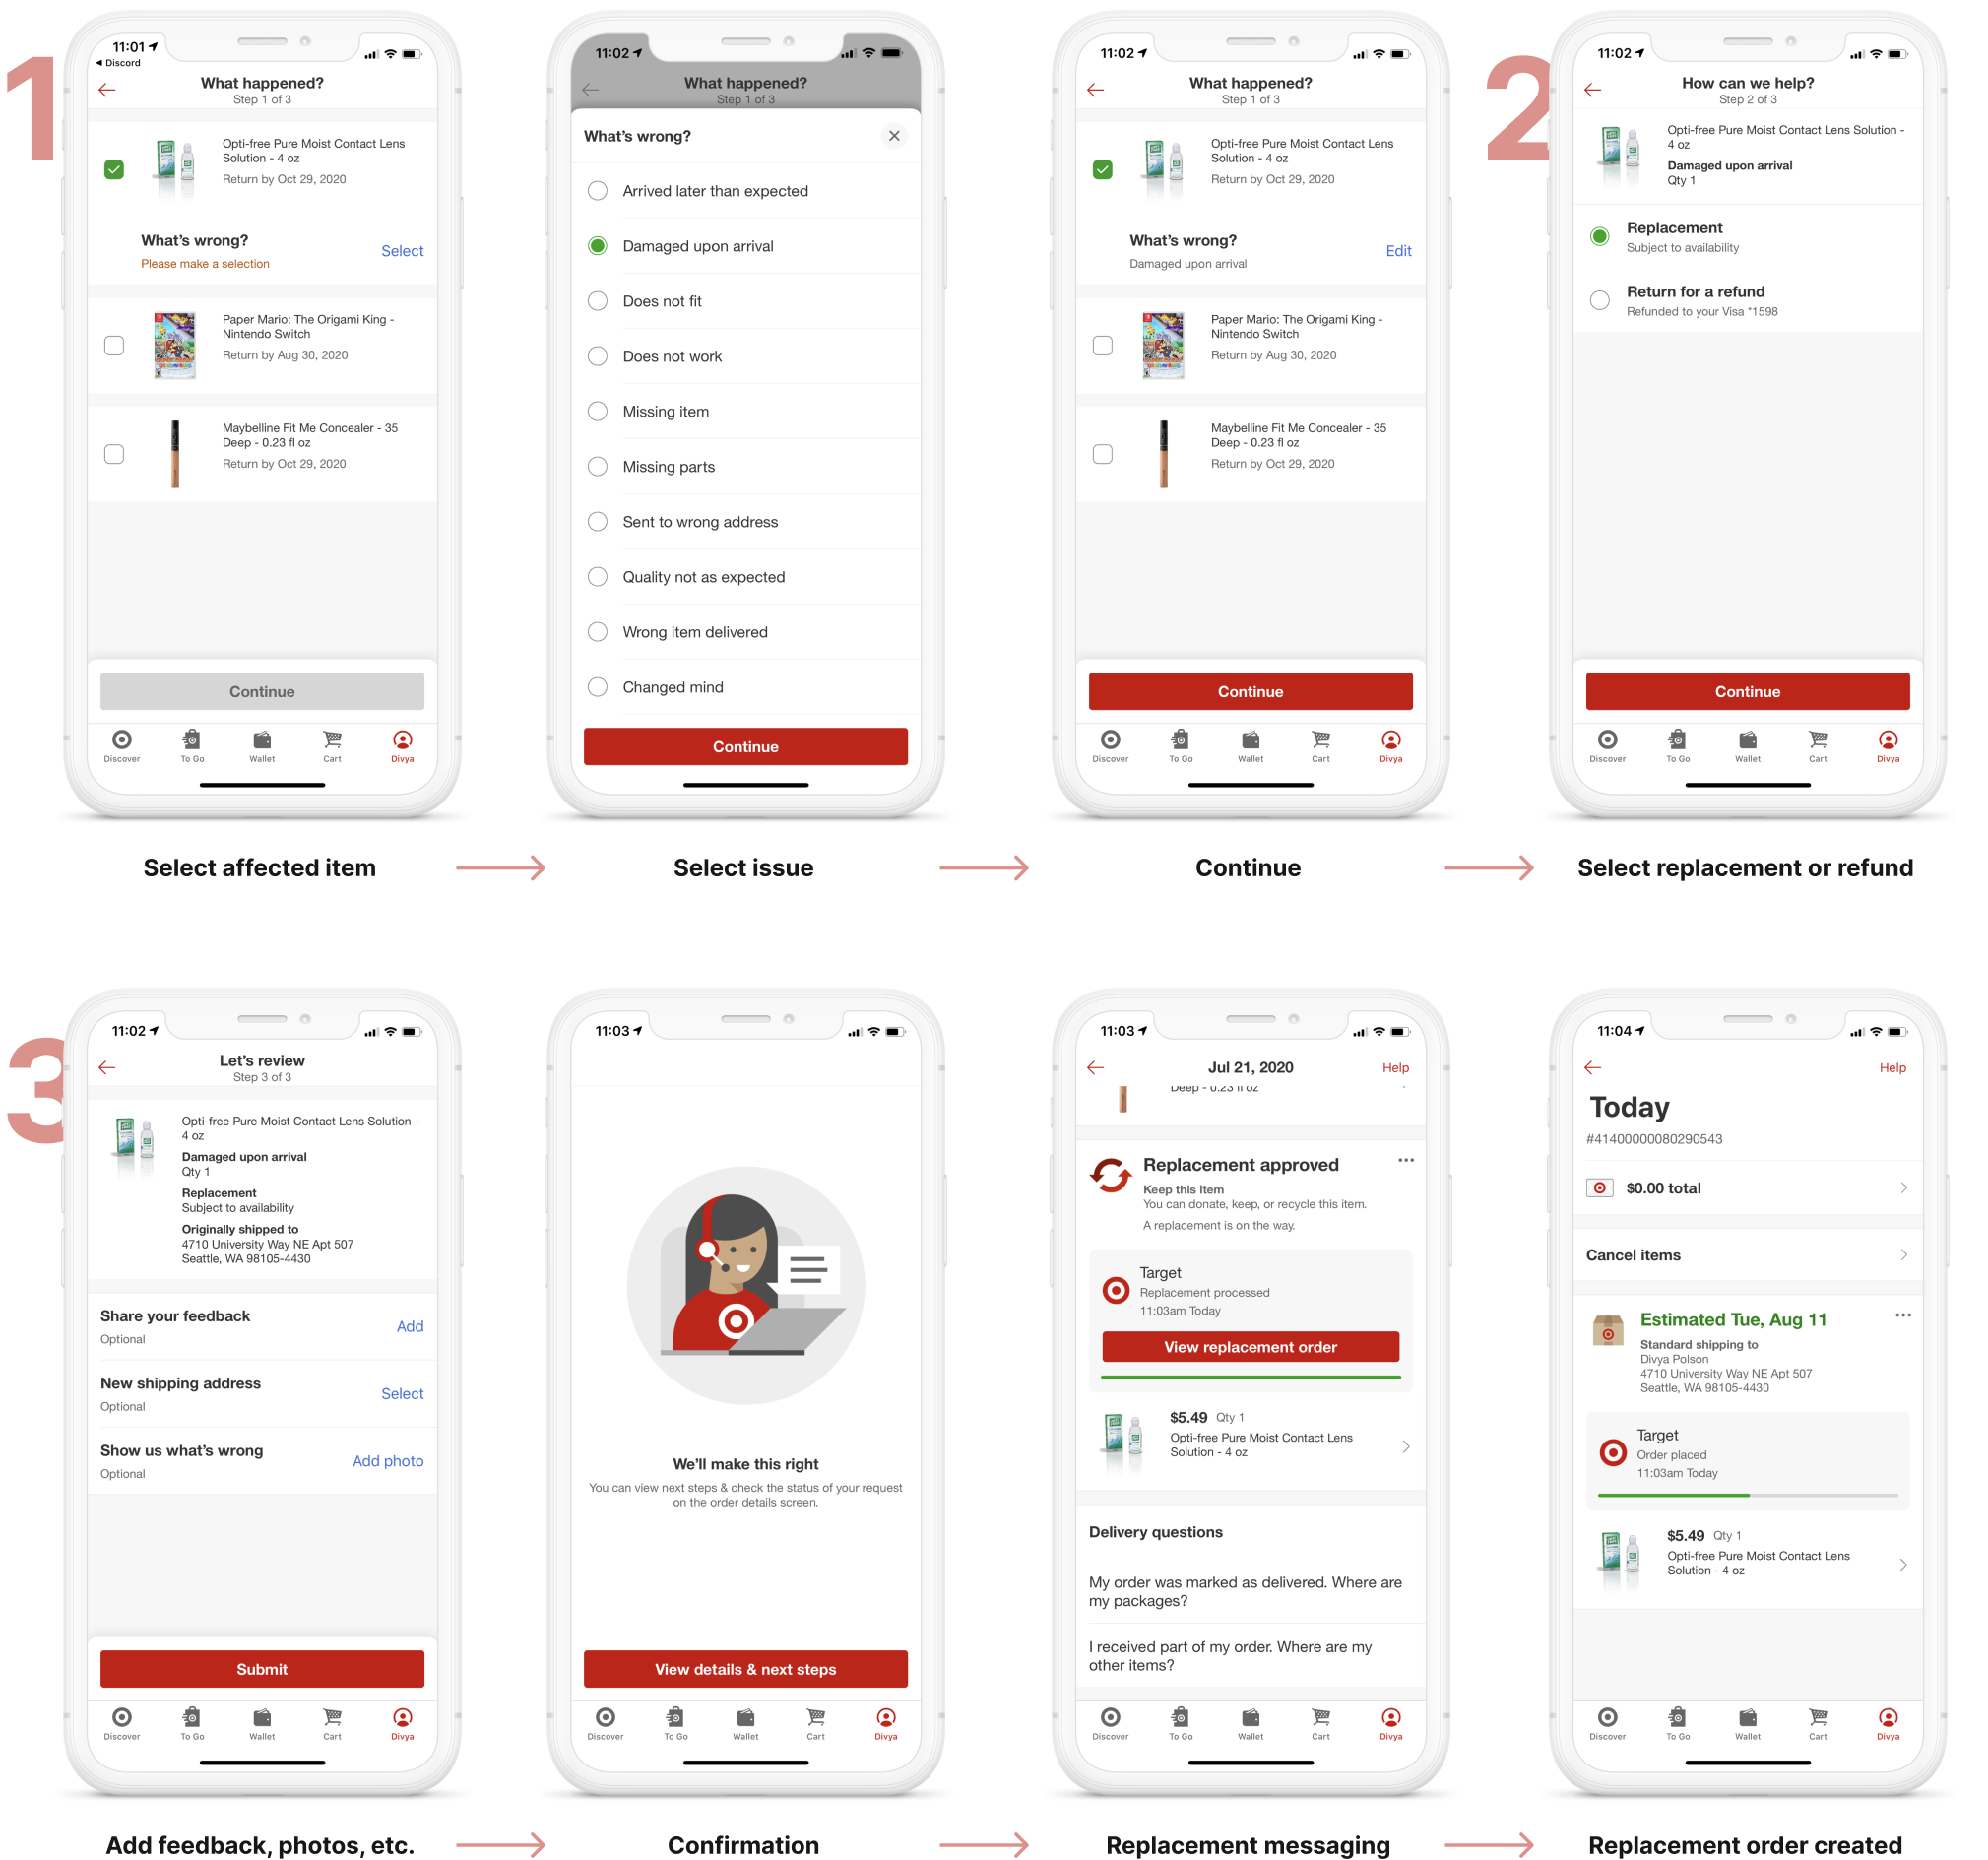 1
11:01
◀ Discord
What happened?
Step 1 of 3
Opti-free Pure Moist Contact Lens
Solution - 4 oz
Return by Oct 29, 2020
What's wrong?
Select
Please make a selection
Paper Mario: The Origami King -
Nintendo Switch
Return by Aug 30, 2020
Maybelline Fit Me Concealer - 35
Deep - 0.23 fl oz
Return by Oct 29, 2020
Continue
Discover To Go Wallet Cart Divya
Select affected item
11:02
What happened?
Step 1 of 3
What's wrong?
Arrived later than expected
Damaged upon arrival
Does not fit
Does not work
Missing item
Missing parts
Sent to wrong address
Quality not as expected
Wrong item delivered
Changed mind
Continue
Select issue
11:02
What happened?
Step 1 of 3
Opti-free Pure Moist Contact Lens
Solution - 4 oz
Return by Oct 29, 2020
What's wrong?
Edit
Damaged upon arrival
Paper Mario: The Origami King -
Nintendo Switch
Return by Aug 30, 2020
Maybelline Fit Me Concealer - 35
Deep - 0.23 fl oz
Return by Oct 29, 2020
Continue
Discover To Go Wallet Cart Divya
Continue
2
11:02
How can we help?
Step 2 of 3
Opti-free Pure Moist Contact Lens Solution -
4 oz
Damaged upon arrival
Qty 1
Replacement
Subject to availability
Return for a refund
Refunded to your Visa *1598
Continue
Discover To Go Wallet Cart Divya
Select replacement or refund
3
11:02
Let's review
Step 3 of 3
Opti-free Pure Moist Contact Lens Solution -
4 oz
Damaged upon arrival
Qty 1
Replacement
Subject to availability
Originally shipped to
4710 University Way NE Apt 507
Seattle, WA 98105-4430
Share your feedback
Optional
Add
New shipping address
Optional
Select
Show us what's wrong
Optional
Add photo
Submit
Discover To Go Wallet Cart Divya
Add feedback, photos, etc.
11:03
We'll make this right
You can view next steps & check the status of your request
on the order details screen.
View details & next steps
Discover To Go Wallet Cart Divya
Confirmation
11:03
Jul 21, 2020
Help
Deep - 0.23 fl oz
Replacement approved
Keep this item
You can donate, keep, or recycle this item.
A replacement is on the way.
Target
Replacement processed
11:03am Today
View replacement order
$5.49 Qty 1
Opti-free Pure Moist Contact Lens
Solution - 4 oz
Delivery questions
My order was marked as delivered. Where are
my packages?
I received part of my order. Where are my
other items?
Discover To Go Wallet Cart Divya
Replacement messaging
11:04
Help
Today
#41400000080290543
$0.00 total
Cancel items
Estimated Tue, Aug 11
Standard shipping to
Divya Polson
4710 University Way NE Apt 507
Seattle, WA 98105-4430
Target
Order placed
11:03am Today
$5.49 Qty 1
Opti-free Pure Moist Contact Lens
Solution - 4 oz
Discover To Go Wallet Cart Divya
Replacement order created